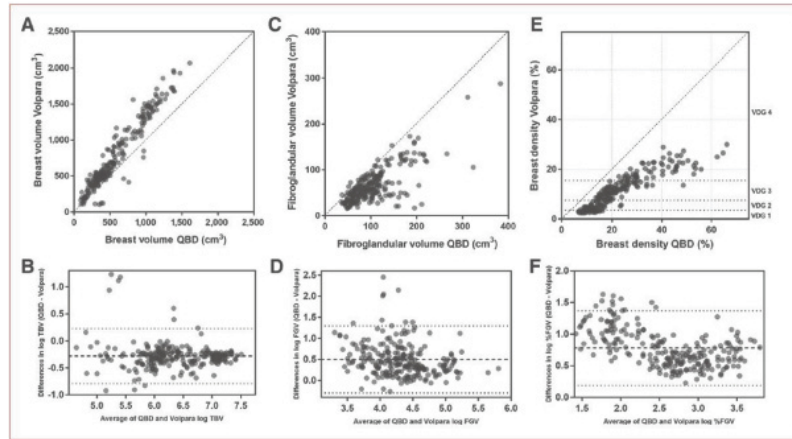 A
Breast volume Volpara (cm³)
2,500
2,000
1,500
1,000
500
0
0 500 1,000 1,500 2,000 2,500
Breast volume QBD (cm³)
C
Fibroglandular volume Volpara (cm³)
400
300
200
100
0
0 100 200 300 400
Fibroglandular volume QBD (cm³)
E
Breast density Volpara (%)
60
40
20
0
0 20 40 60
Breast density QBD (%)
VDG 4
VDG 3
VDG 2
VDG 1
B
Differences in log TBV (QBD - Volpara)
1.0
0.5
-0.0
-0.5
-1.0
5.0 5.5 6.0 6.5 7.0 7.5
Average of QBD and Volpara log TBV
D
Differences in log FGV (QBD - Volpara)
2.5
2.0
1.5
1.0
0.5
0.0
3.5 4.0 4.5 5.0 5.5 6.0
Average of QBD and Volpara log FGV
F
Differences in log %FGV (QBD - Volpara)
2.0
1.5
1.0
0.5
0.0
1.5 2.0 2.5 3.0 3.5
Average of QBD and Volpara log %FGV